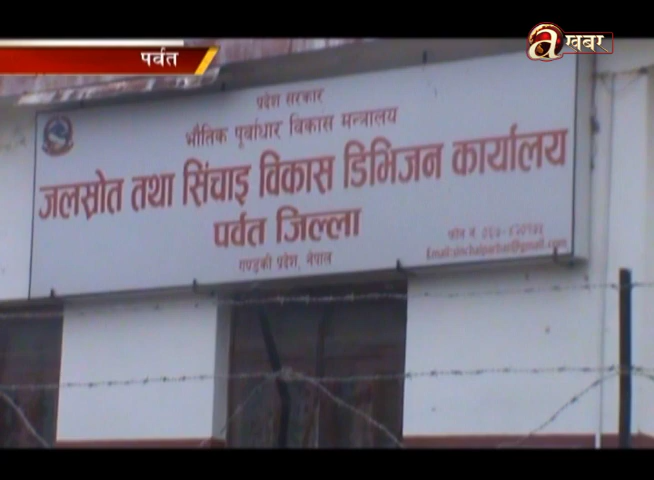 पर्वत
a खबर
प्रदेश सरकार
भौतिक पूर्वाधार विकास मन्त्रालय
जलस्रोत तथा सिंचाइ विकास डिभिजन कार्यालय
पर्वत जिल्ला
गण्डकी प्रदेश, नेपाल
फोन नं.